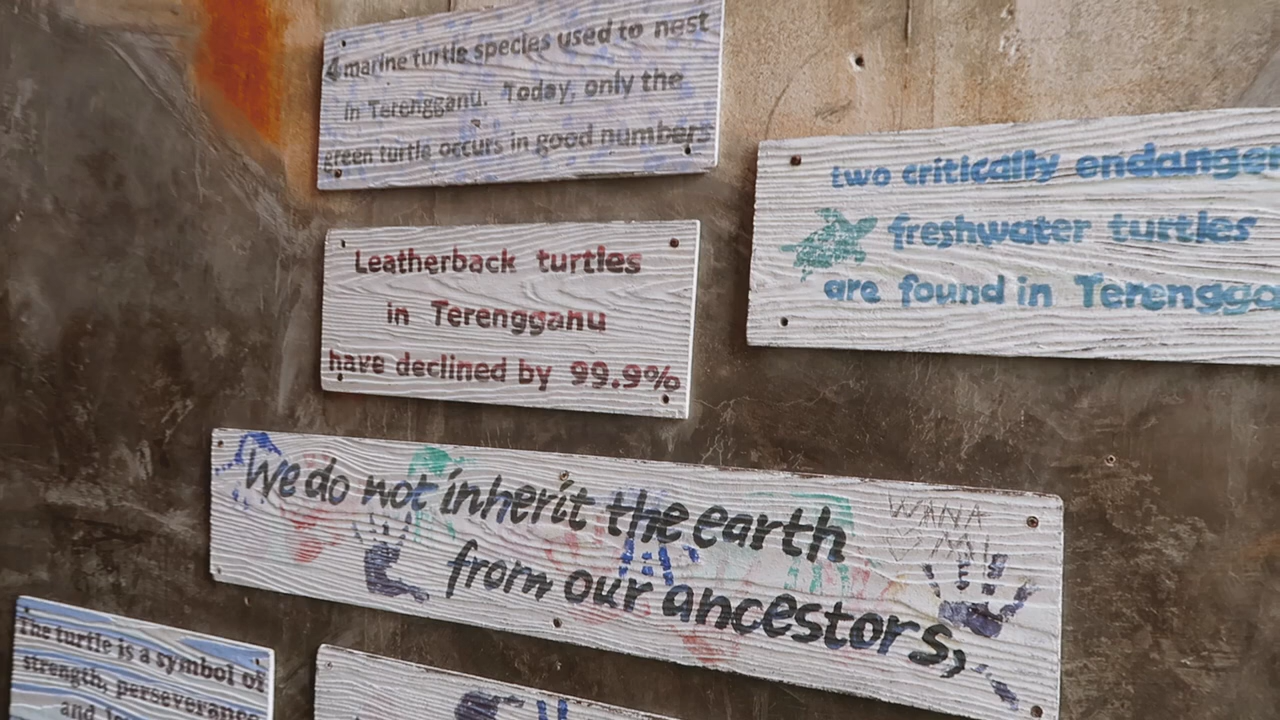 4 marine turtle species used to nest
in Terengganu. Today, only the
green turtle occurs in good numbers
two critically
freshwater turtles
are found in
Leatherback turtles
in Terengganu
have declined by 99.9%
We do not inherit the earth
from our ancestors,
WANA
The turtle is a symbol of
strength, perseverance
and